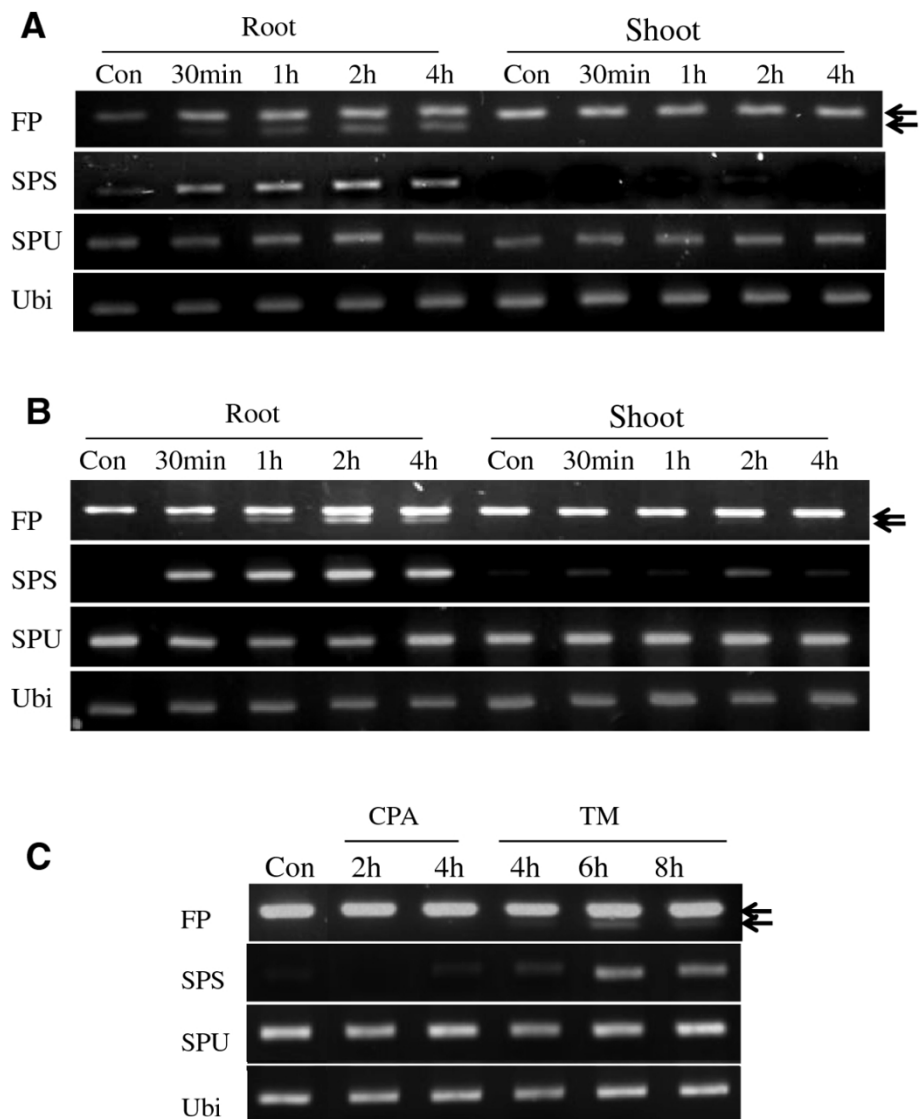 A
Root Shoot
Con 30min 1h 2h 4h Con 30min 1h 2h 4h
FP
SPS
SPU
Ubi
B
Root Shoot
Con 30min 1h 2h 4h Con 30min 1h 2h 4h
FP
SPS
SPU
Ubi
C
CPA TM
Con 2h 4h 4h 6h 8h
FP
SPS
SPU
Ubi